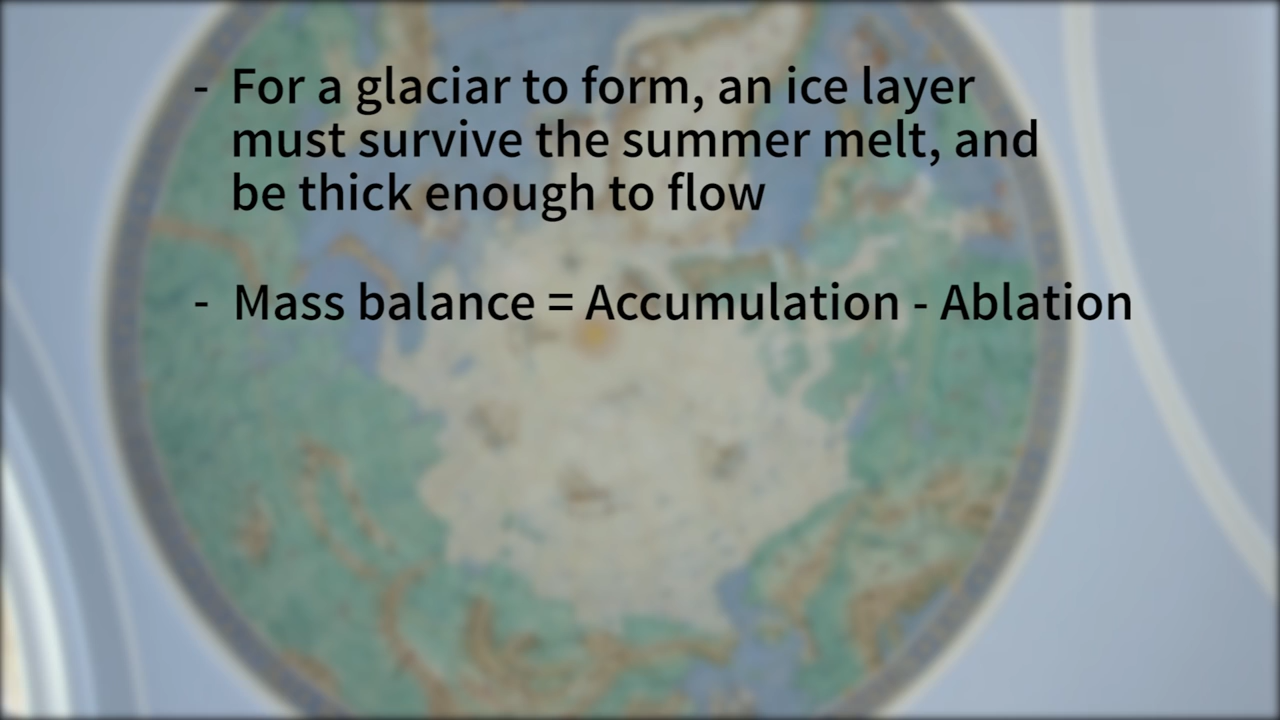 - For a glaciar to form, an ice layer
must survive the summer melt, and
be thick enough to flow
- Mass balance = Accumulation - Ablation